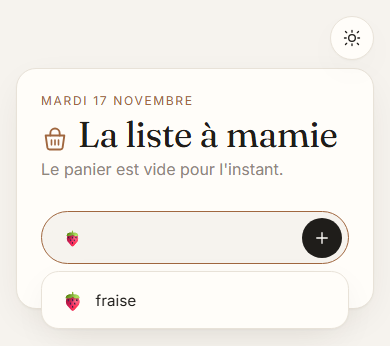 MARDI 17 NOVEMBRE
La liste à mamie
Le panier est vide pour l'instant.
🍓
🍓 fraise